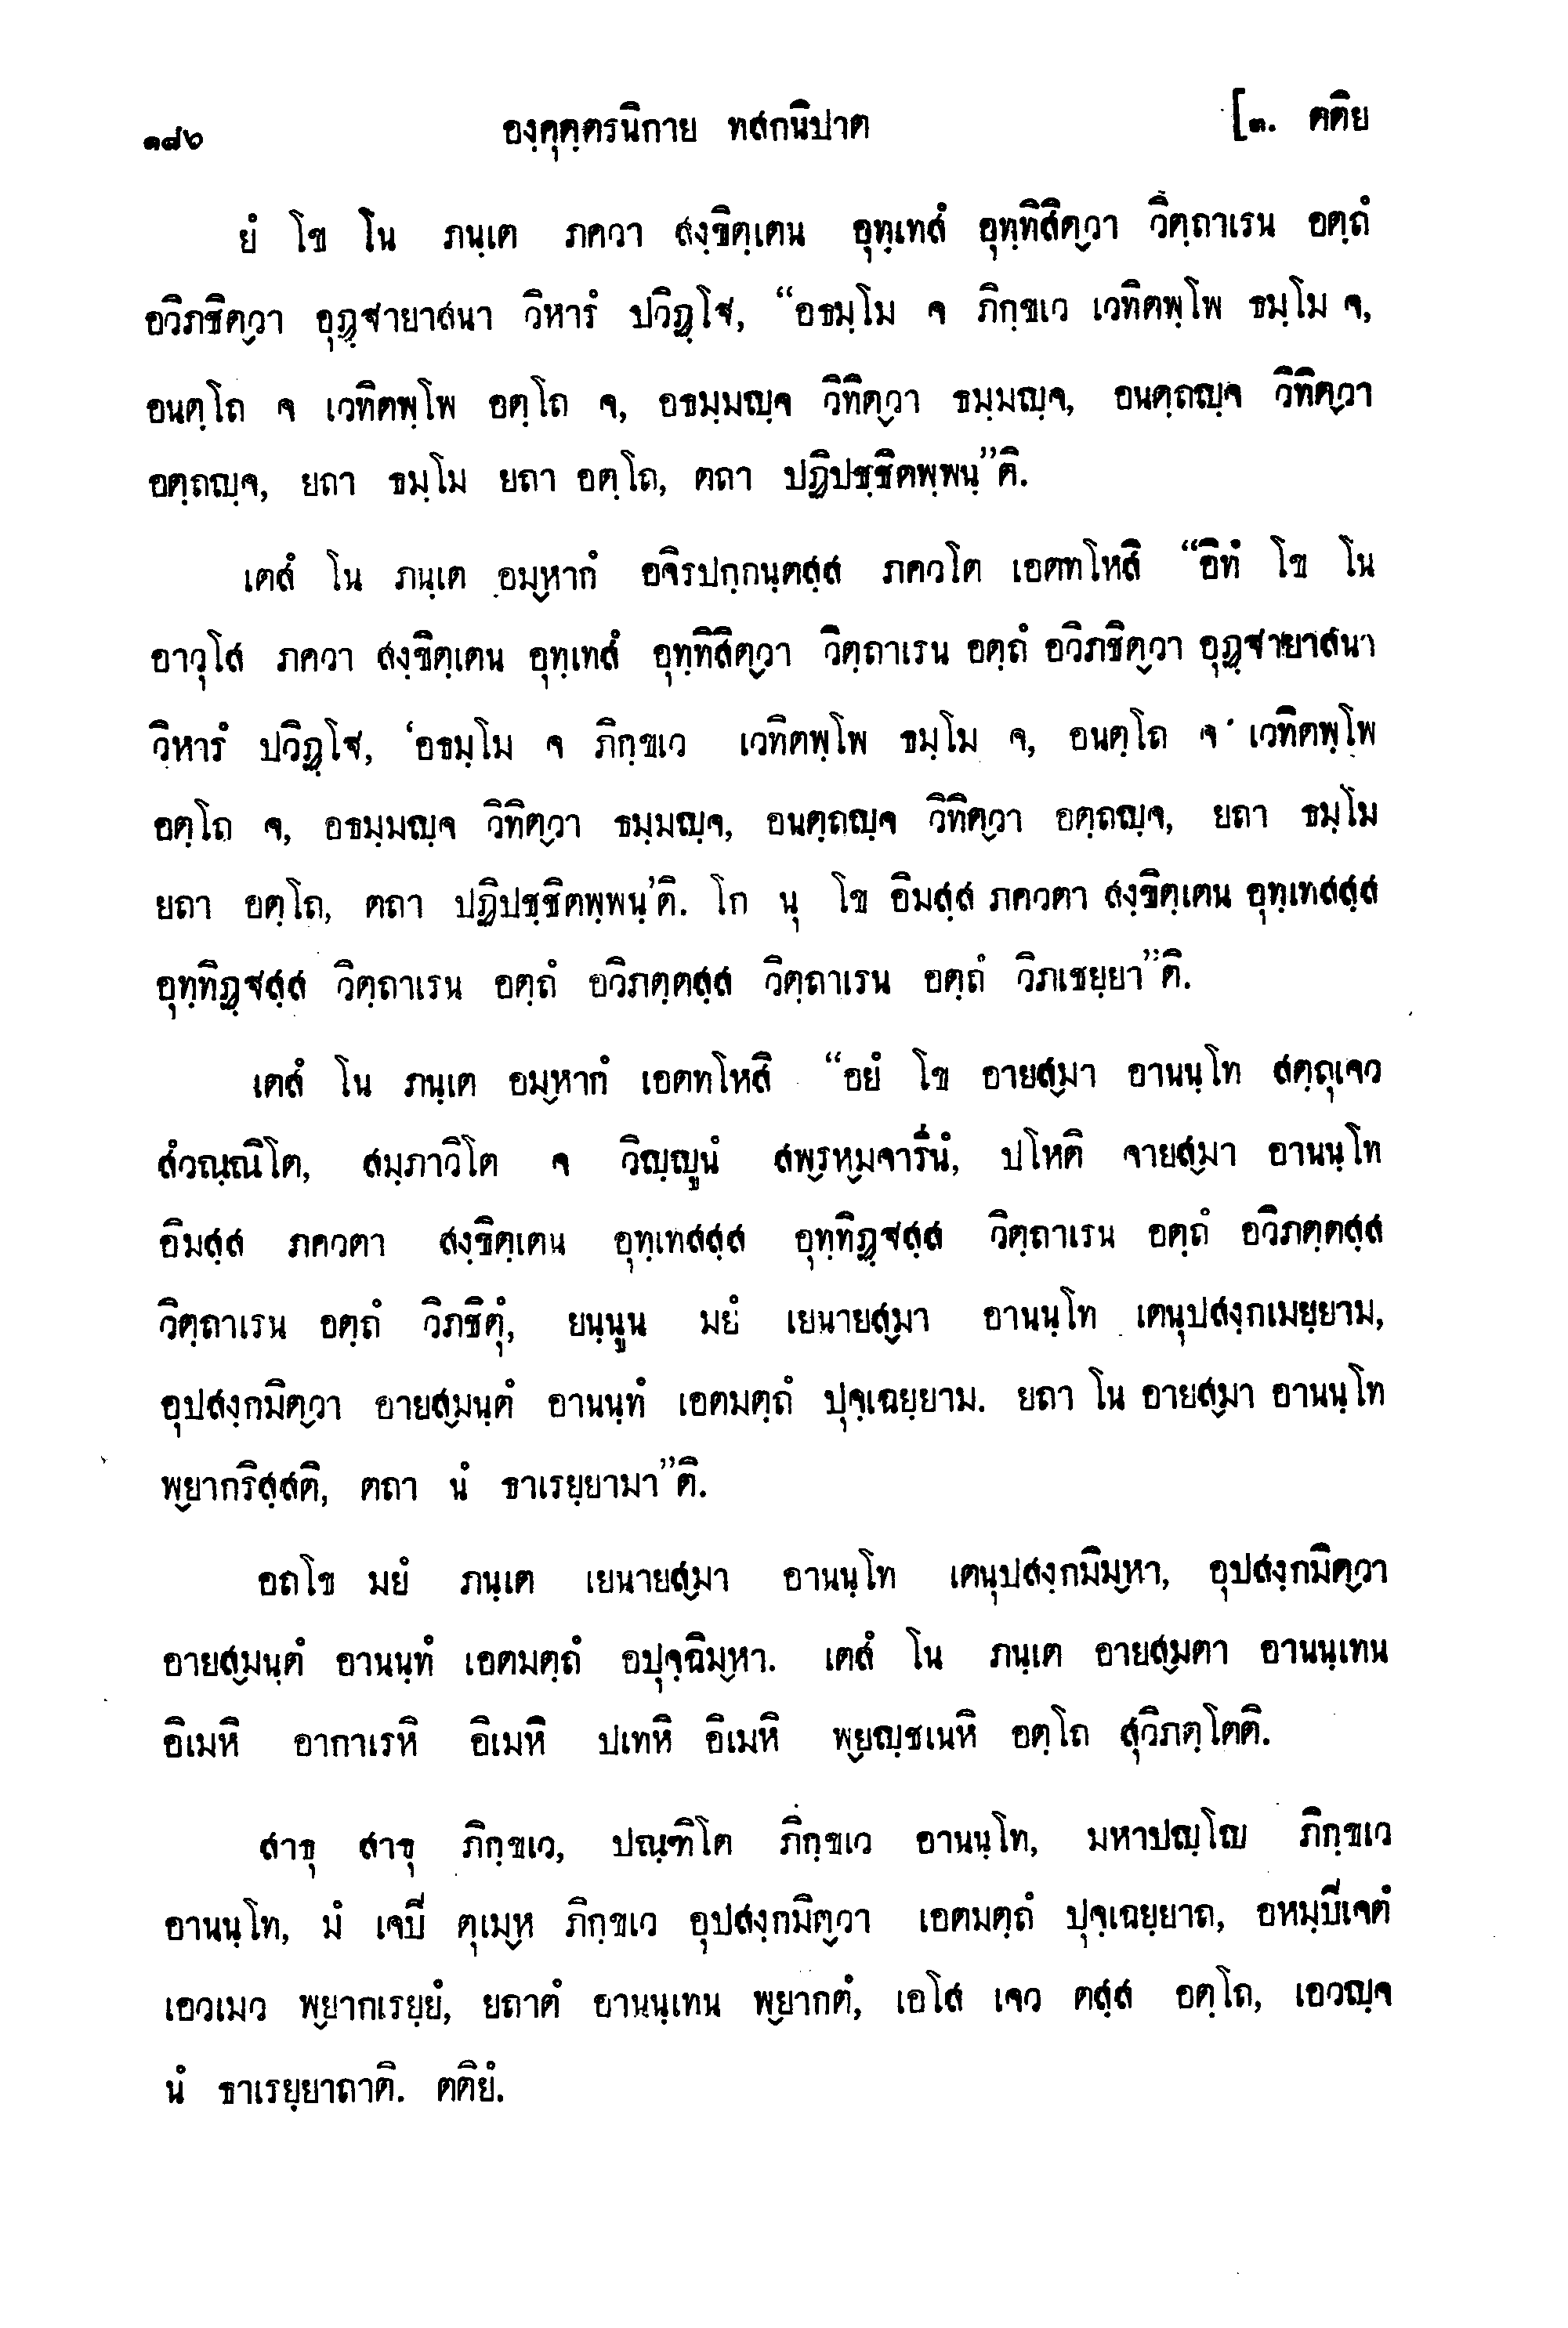 ๑๘๖ องฺคุตฺตรนิกาย ทสกนิปาต [๓. ตติย
ยํ โข โน ภนฺเต ภควา สงฺขิตฺเตน อุทฺเทสํ อุทฺทิสิตฺวา วิตฺถาเรน อตฺถํ
อวิภชิตฺวา อุฏฺฐายาสนา วิหารํ ปวิฏฺโฐ, “อธมฺโม จ ภิกฺขเว เวทิตพฺโพ ธมฺโม จ,
อนตฺโถ จ เวทิตพฺโพ อตฺโถ จ, อธมฺมญฺจ วิทิตฺวา ธมฺมญฺจ, อนตฺถญฺจ วิทิตฺวา
อตฺถญฺจ, ยถา ธมฺโม ยถา อตฺโถ, ตถา ปฏิปชฺชิตพฺพนฺ”ติ.
เตสํ โน ภนฺเต อมฺหากํ อจิรปกฺกนฺตสฺส ภควโต เอตทโหสิ “อิทํ โข โน
อาวุโส ภควา สงฺขิตฺเตน อุทฺเทสํ อุทฺทิสิตฺวา วิตฺถาเรน อตฺถํ อวิภชิตฺวา อุฏฺฐายาสนา
วิหารํ ปวิฏฺโฐ, ‘อธมฺโม จ ภิกฺขเว เวทิตพฺโพ ธมฺโม จ, อนตฺโถ จ เวทิตพฺโพ
อตฺโถ จ, อธมฺมญฺจ วิทิตฺวา ธมฺมญฺจ, อนตฺถญฺจ วิทิตฺวา อตฺถญฺจ, ยถา ธมฺโม
ยถา อตฺโถ, ตถา ปฏิปชฺชิตพฺพนฺ’ติ. โก นุ โข อิมสฺส ภควตา สงฺขิตฺเตน อุทฺเทสสฺส
อุทฺทิฏฺฐสฺส วิตฺถาเรน อตฺถํ อวิภตฺตสฺส วิตฺถาเรน อตฺถํ วิภเชยฺยา”ติ.
เตสํ โน ภนฺเต อมฺหากํ เอตทโหสิ “อยํ โข อายสฺมา อานนฺโท สตฺถุเจว
สํวณฺณิโต, สมฺภาวิโต จ วิญฺญูนํ สพฺรหฺมจารีนํ, ปโหติ จายสฺมา อานนฺโท
อิมสฺส ภควตา สงฺขิตฺเตน อุทฺเทสสฺส อุทฺทิฏฺฐสฺส วิตฺถาเรน อตฺถํ อวิภตฺตสฺส
วิตฺถาเรน อตฺถํ วิภชิตุํ, ยนฺนูน มยํ เยนายสฺมา อานนฺโท เตนุปสงฺกเมยฺยาม,
อุปสงฺกมิตฺวา อายสฺมนฺตํ อานนฺทํ เอตมตฺถํ ปุจฺเฉยฺยาม. ยถา โน อายสฺมา อานนฺโท
พฺยากริสฺสติ, ตถา นํ ธาเรยฺยามา”ติ.
อถโข มยํ ภนฺเต เยนายสฺมา อานนฺโท เตนุปสงฺกมิมฺหา, อุปสงฺกมิตฺวา
อายสฺมนฺตํ อานนฺทํ เอตมตฺถํ อปุจฺฉิมฺหา. เตสํ โน ภนฺเต อายสฺมตา อานนฺเทน
อิเมหิ อากาเรหิ อิเมหิ ปเทหิ อิเมหิ พฺยญฺชเนหิ อตฺโถ สุวิภตฺโตติ.
สาธุ สาธุ ภิกฺขเว, ปณฺฑิโต ภิกฺขเว อานนฺโท, มหาปญฺโญ ภิกฺขเว
อานนฺโท, มํ เจปิ ตุเมฺห ภิกฺขเว อุปสงฺกมิตฺวา เอตมตฺถํ ปุจฺเฉยฺยาถ, อหมฺปิเจตํ
เอวเมว พฺยากเรยฺยํ, ยถาตํ อานนฺเทน พฺยากตํ, เอโส เจว ตสฺส อตฺโถ, เอวญฺจ
นํ ธาเรยฺยาถาติ. ตติยํ.